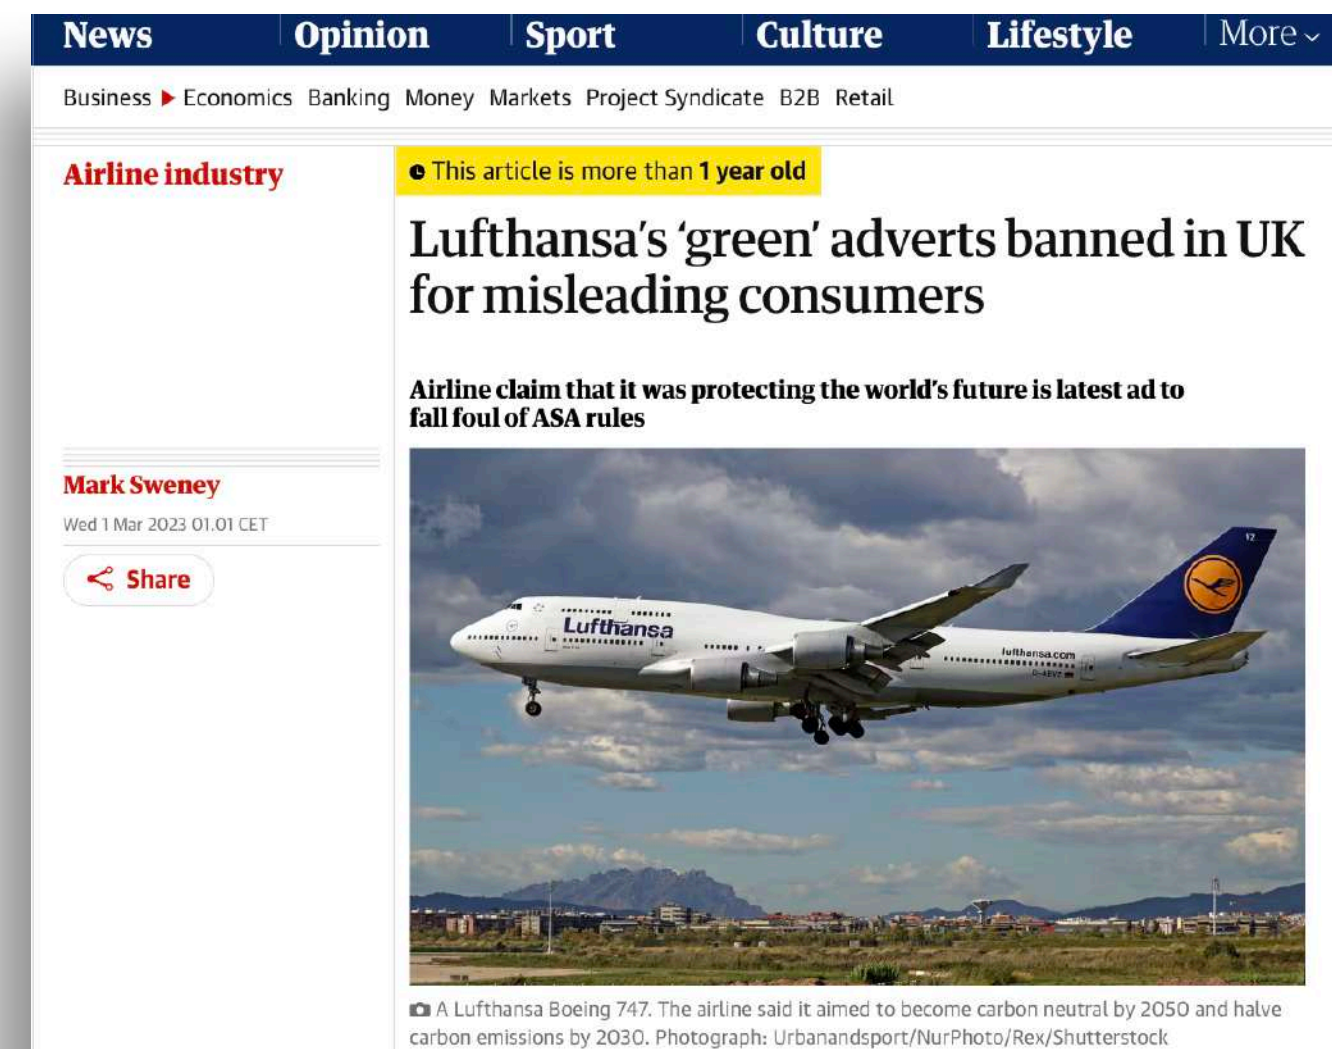 News Opinion Sport Culture Lifestyle More
Business Economics Banking Money Markets Project Syndicate B2B Retail
Airline industry
This article is more than 1 year old
Lufthansa's ‘green’ adverts banned in UK
for misleading consumers
Airline claim that it was protecting the world's future is latest ad to
fall foul of ASA rules
Mark Sweney
Wed 1 Mar 2023 01.01 CET
Share
Lufthansa
lufthansa.com
A Lufthansa Boeing 747. The airline said it aimed to become carbon neutral by 2050 and halve
carbon emissions by 2030. Photograph: Urbanandsport/NurPhoto/Rex/Shutterstock